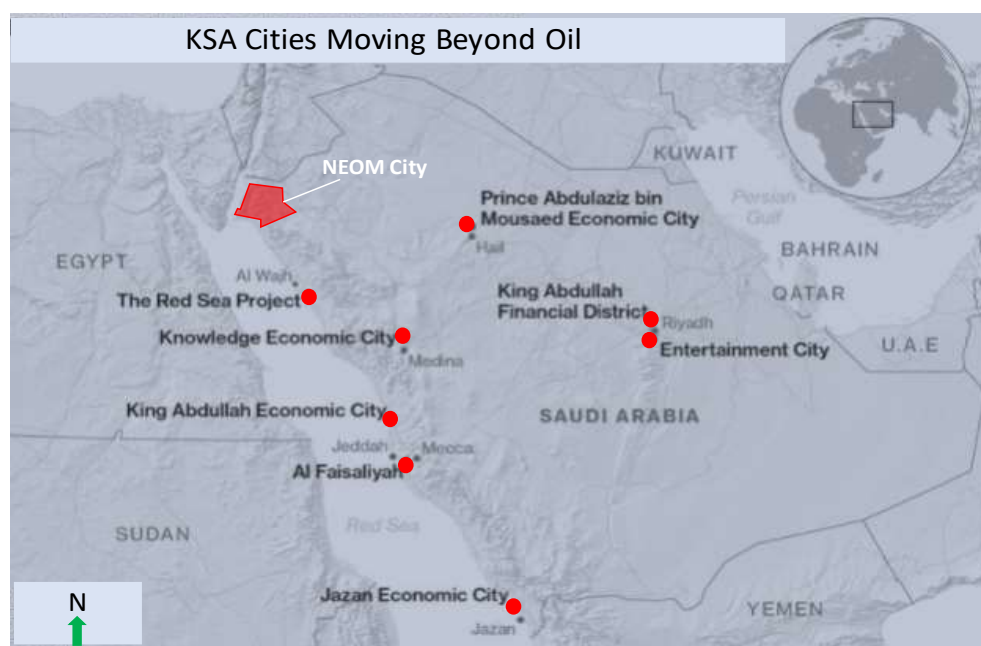 KSA Cities Moving Beyond Oil
KUWAIT
NEOM City
Prince Abdulaziz bin
Mousaed Economic City
Persian
Gulf
Hail
BAHRAIN
EGYPT
Al Wajh
The Red Sea Project
King Abdullah
Financial District
QATAR
Riyadh
Knowledge Economic City
Medina
Entertainment City
U.A.E
King Abdullah Economic City
SAUDI ARABIA
Jeddah
Mecca
Al Faisaliyah
Red Sea
SUDAN
Jazan Economic City
Jazan
YEMEN
N